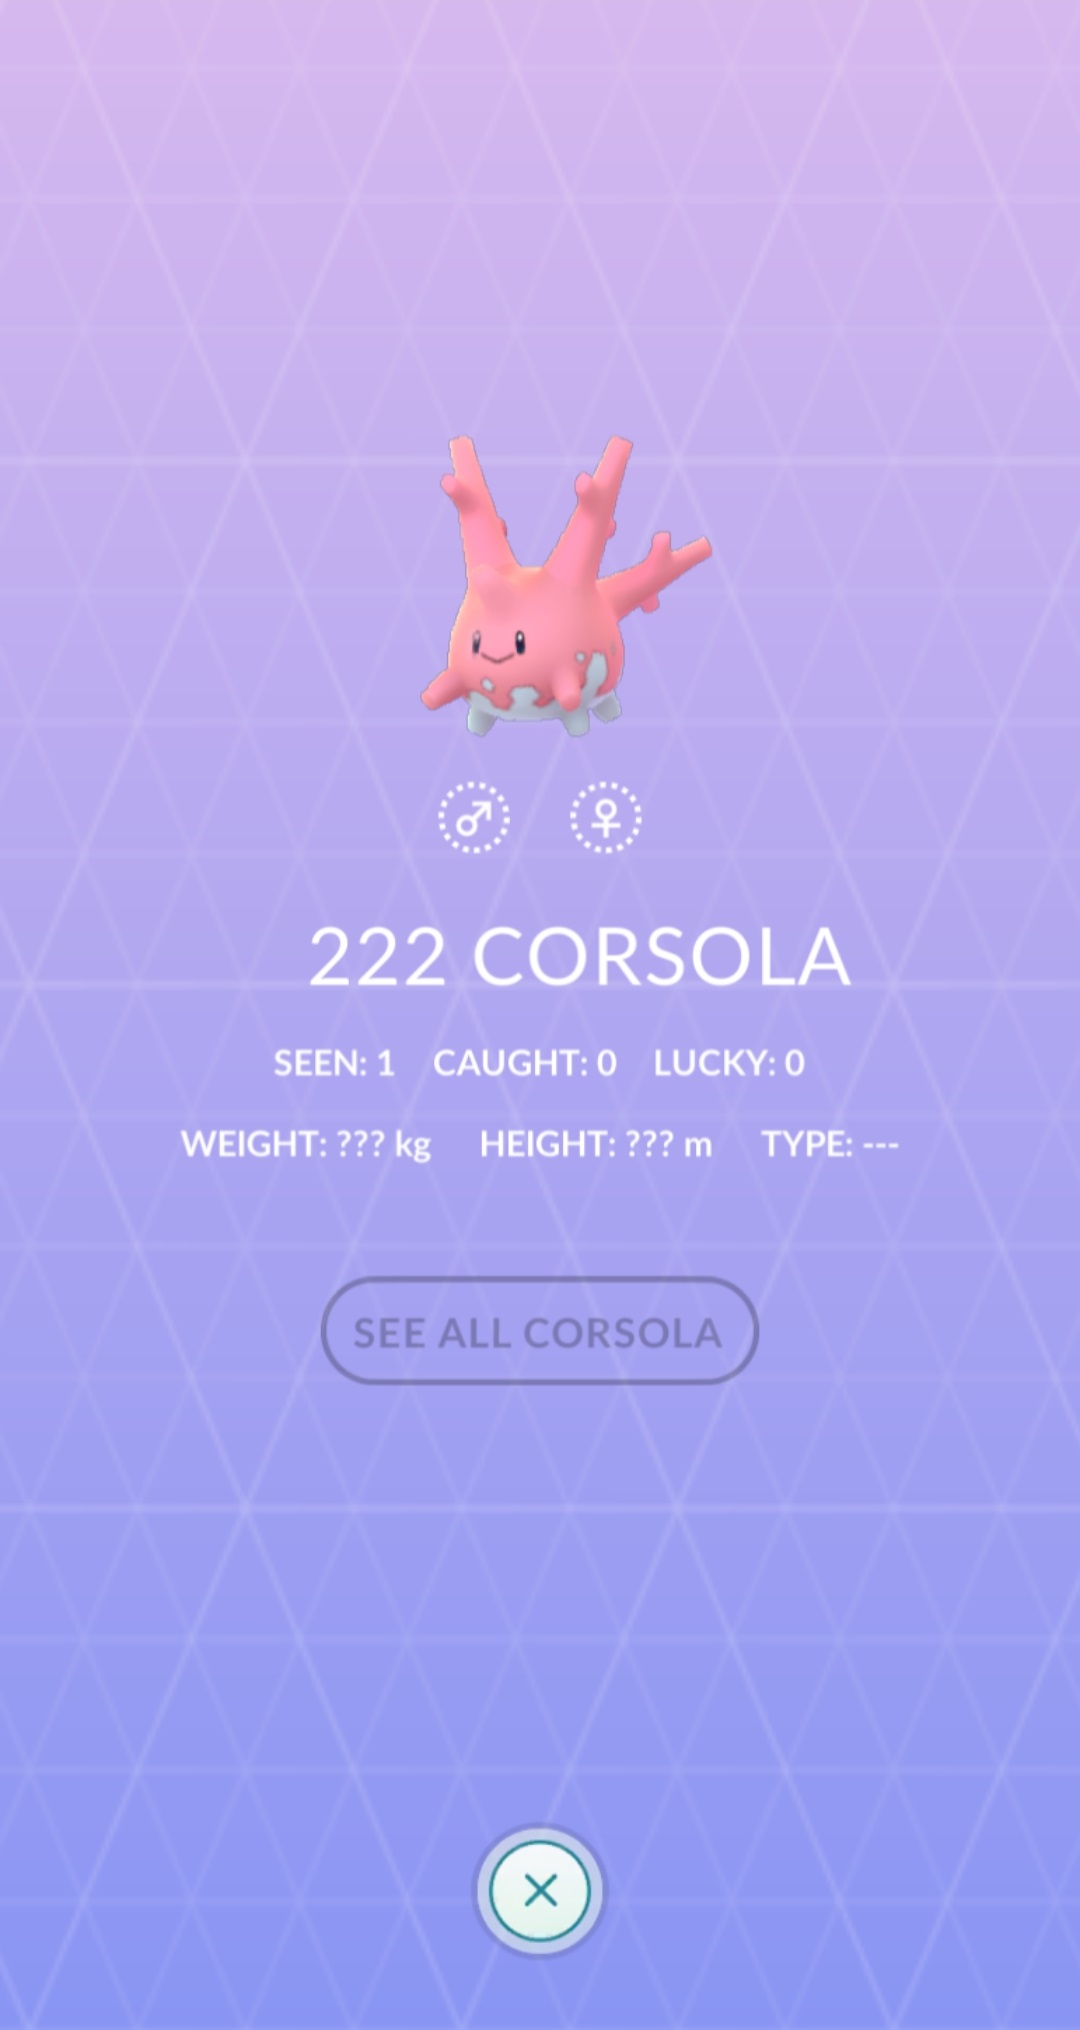 222 CORSOLA
SEEN: 1 CAUGHT: 0 LUCKY: 0
WEIGHT: ??? kg HEIGHT: ??? m TYPE: ---
SEE ALL CORSOLA